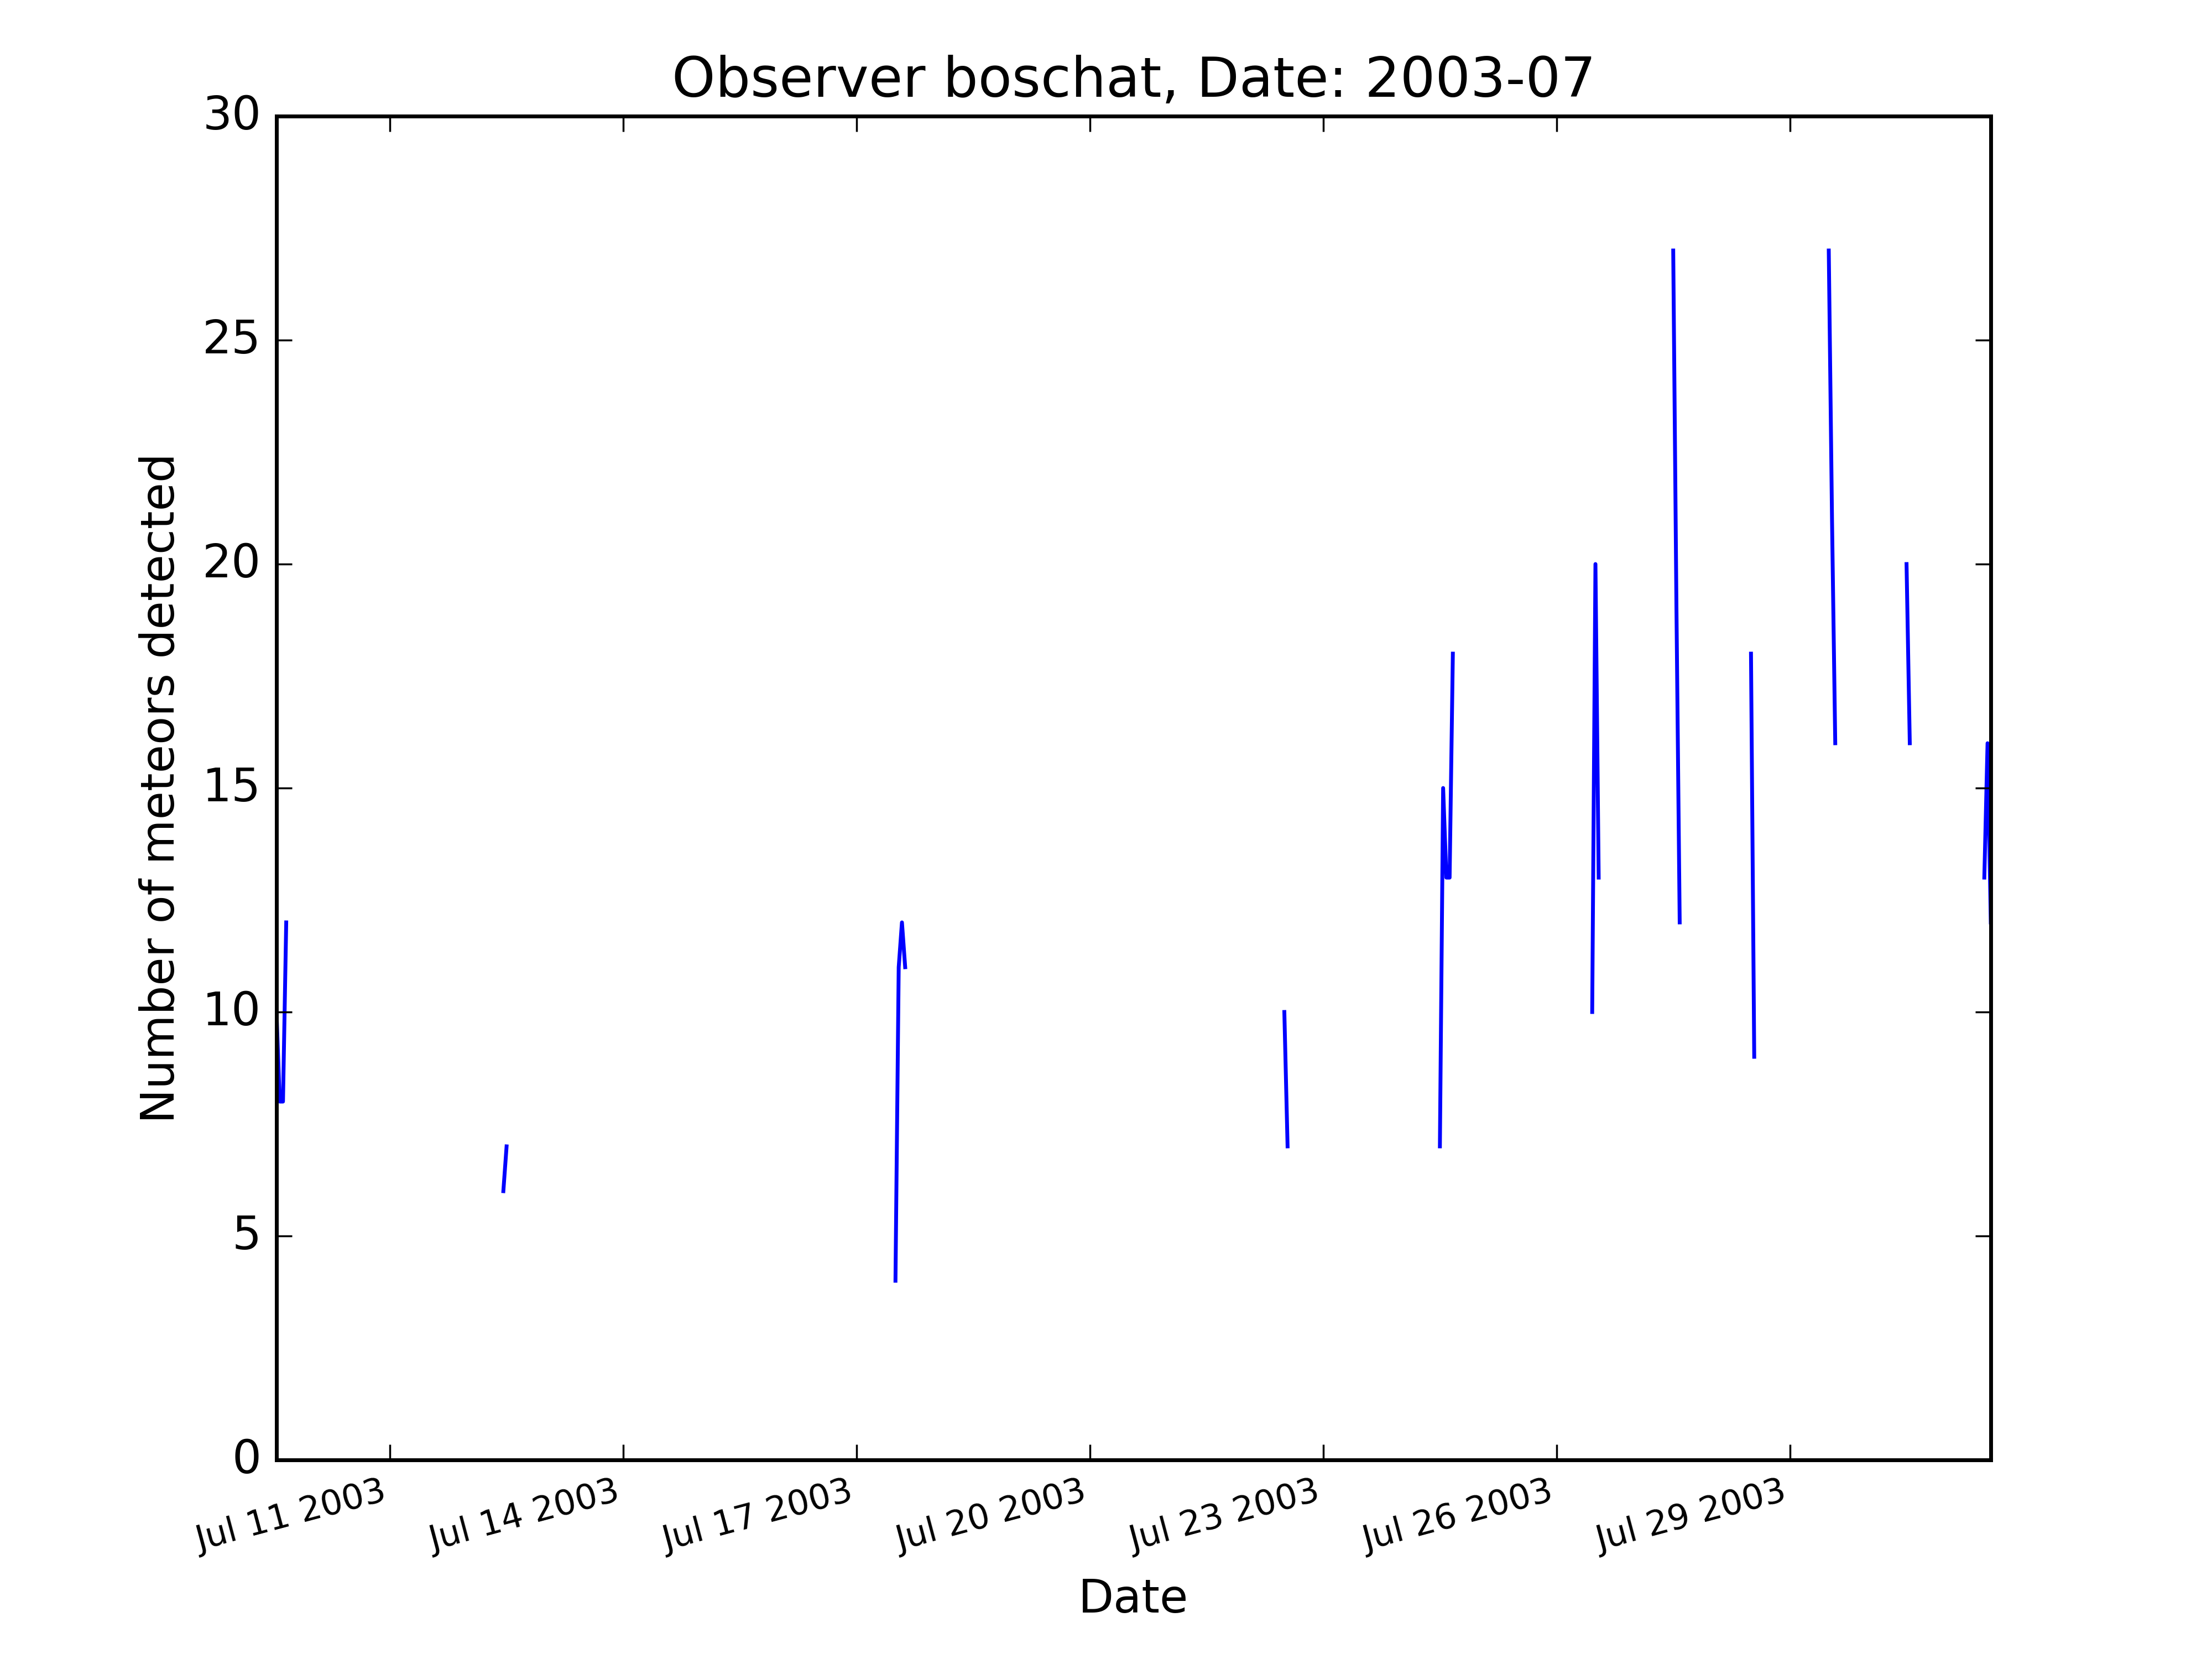 Observer boschat, Date: 2003-07
Number of meteors detected
30
25
20
15
10
5
0
Jul 11 2003
Jul 14 2003
Jul 17 2003
Jul 20 2003
Jul 23 2003
Jul 26 2003
Jul 29 2003
Date